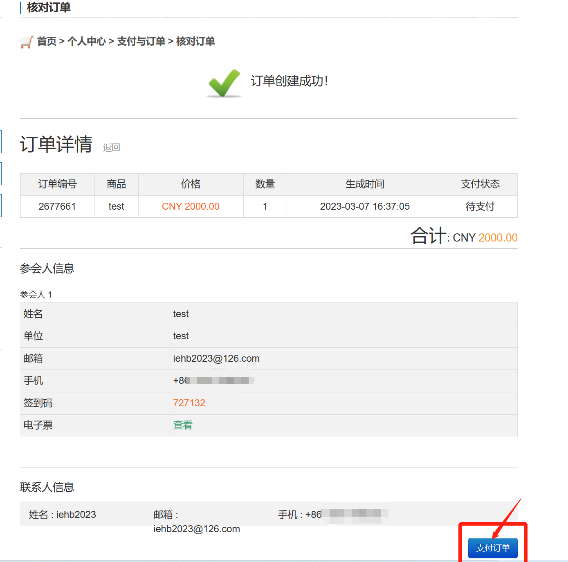 核对订单
首页 > 个人中心 > 支付与订单 > 核对订单
订单创建成功!
订单详情 返回
订单编号 商品 价格 数量 生成时间 支付状态
2677661 test CNY 2000.00 1 2023-03-07 16:37:05 待支付
合计: CNY 2000.00
参会人信息
参会人 1
姓名 test
单位 test
邮箱 iehb2023@126.com
手机 +86
签到码 727132
电子票 查看
联系人信息
姓名 : iehb2023 邮箱 : 手机 : +86
iehb2023@126.com
支付订单